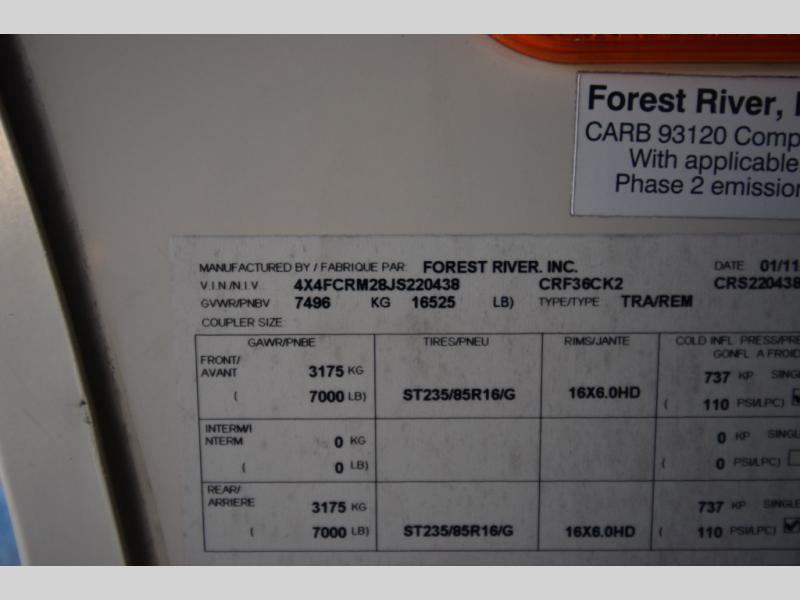 Forest River,
CARB 93120 Comp
With applicable
Phase 2 emission
MANUFACTURED BY / FABRIQUE PAR: FOREST RIVER. INC. DATE 01/11
V.I.N/N.I.V. 4X4FCRM28JS220438 CRF36CK2 CRS220438
GVWR/PNBV 7496 KG 16525 LB) TYPE/TYPE TRA/REM
COUPLER SIZE
GAWR/PNBE TIRES/PNEU RIMS/JANTE COLD INFL. PRESS/PRE
GONFL. A FROID
FRONT/
AVANT 3175 KG 737 KP SINGL
( 7000 LB) ST235/85R16/G 16X6.0HD ( 110 PSI/LPC)
INTERM/I
NTERM 0 KG 0 KP SINGL
( 0 LB) ( 0 PSI/LPC)
REAR/
ARRIERE 3175 KG 737 KP SINGLE
( 7000 LB) ST235/85R16/G 16X6.0HD ( 110 PSI/LPC)